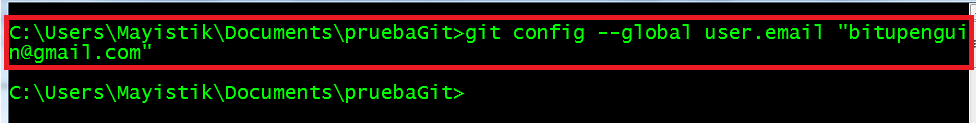 C:\Users\Mayistik\Documents\pruebaGit>git config --global user.email "bitupengui
n@gmail.com"
C:\Users\Mayistik\Documents\pruebaGit>